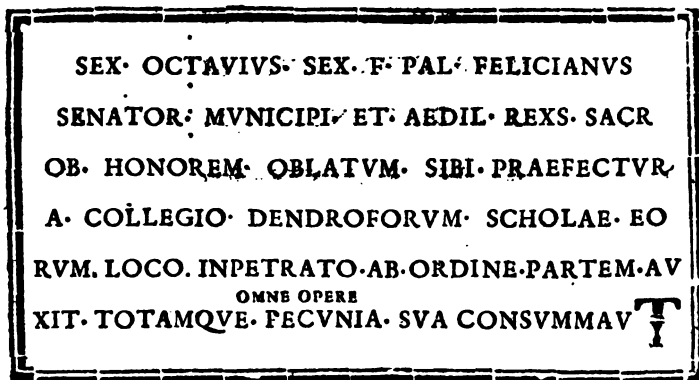 SEX· OCTAVIVS· SEX· F· PAL· FELICIANVS
SENATOR· MVNICIPI· ET· AEDIL· REXS· SACR
OB· HONOREM· OBLATVM· SIBI· PRAEFECTVR
A· COLLEGIO· DENDROFORVM· SCHOLAE· EO
RVM. LOCO. INPETRATO·AB·ORDINE·PARTEM·AV
OMNE OPERE
XIT· TOTAMQVE· PECVNIA· SVA CONSVMMAVTI